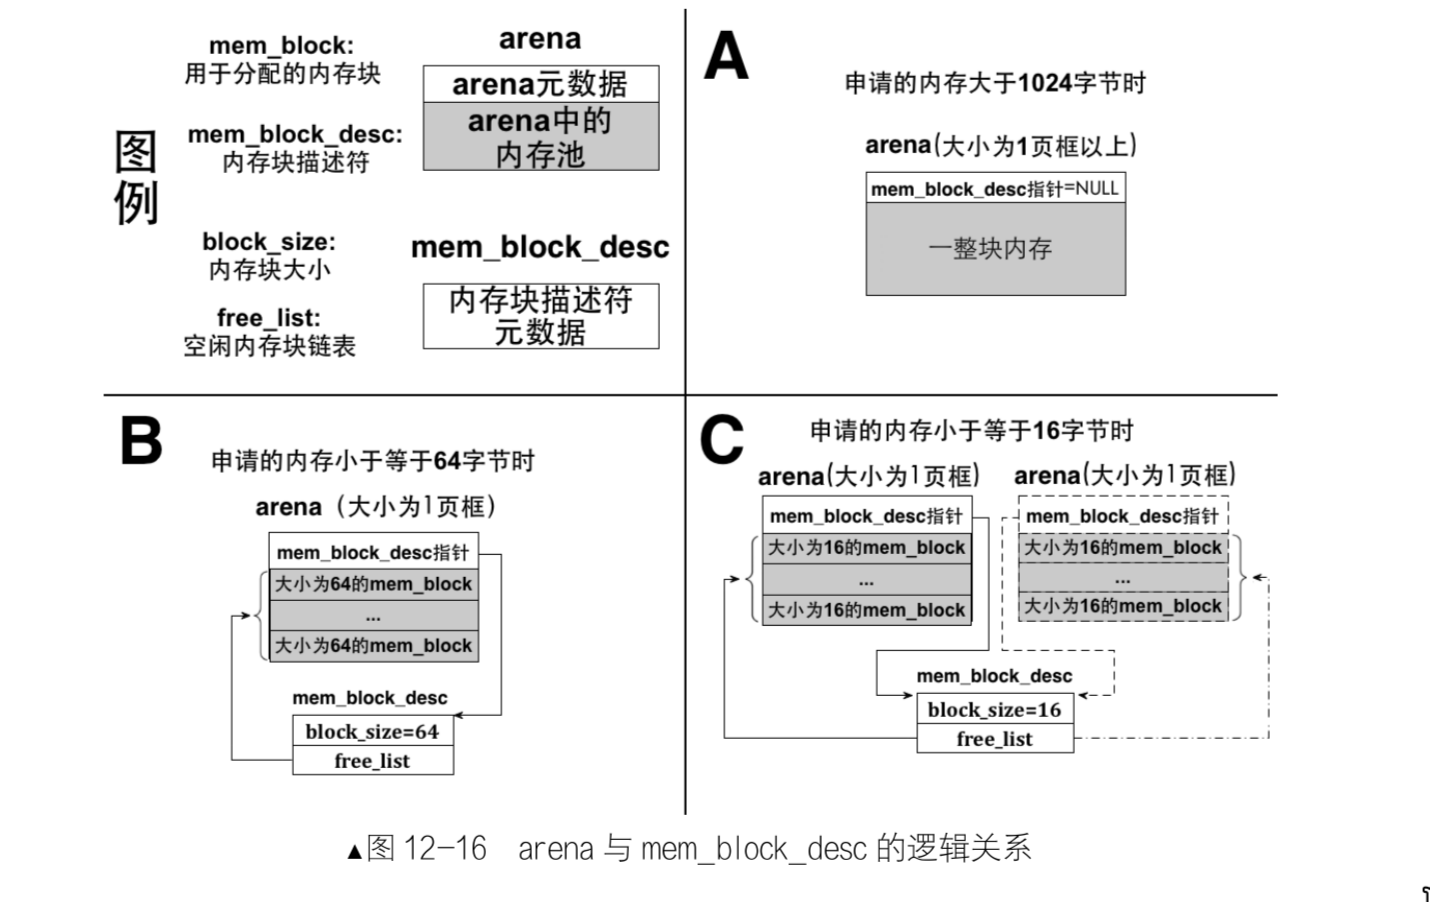 图
例
mem_block:
用于分配的内存块
mem_block_desc:
内存块描述符
block_size:
内存块大小
free_list:
空闲内存块链表
arena
arena元数据
arena中的
内存池
mem_block_desc
内存块描述符
元数据
A
申请的内存大于1024字节时
arena(大小为1页框以上)
mem_block_desc指针=NULL
一整块内存
B
申请的内存小于等于64字节时
arena（大小为1页框）
mem_block_desc指针
大小为64的mem_block
...
大小为64的mem_block
mem_block_desc
block_size=64
free_list
C
申请的内存小于等于16字节时
arena(大小为1页框)
mem_block_desc指针
大小为16的mem_block
...
大小为16的mem_block
arena(大小为1页框)
mem_block_desc指针
大小为16的mem_block
...
大小为16的mem_block
mem_block_desc
block_size=16
free_list
▲图 12-16 arena 与 mem_block_desc 的逻辑关系